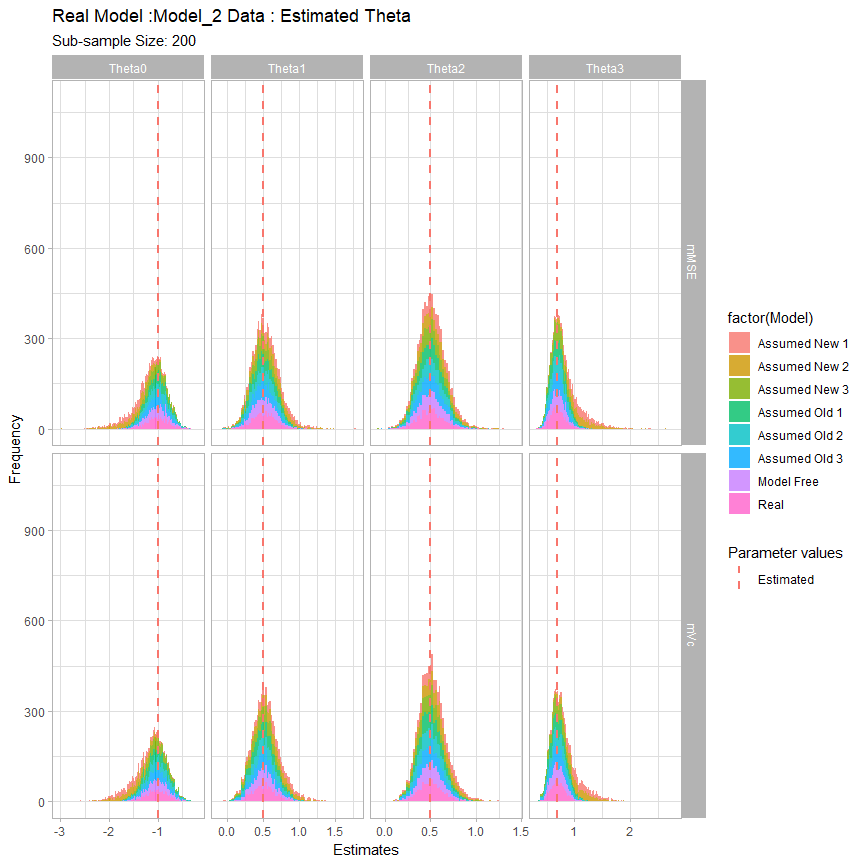 Real Model :Model_2 Data : Estimated Theta
Sub-sample Size: 200
Theta0 Theta1 Theta2 Theta3
mMSE
mVc
900
600
300
0
900
600
300
0
Frequency
-3 -2 -1 0.0 0.5 1.0 1.5 0.0 0.5 1.0 1.5 1 2
Estimates
factor(Model)
Assumed New 1
Assumed New 2
Assumed New 3
Assumed Old 1
Assumed Old 2
Assumed Old 3
Model Free
Real
Parameter values
Estimated